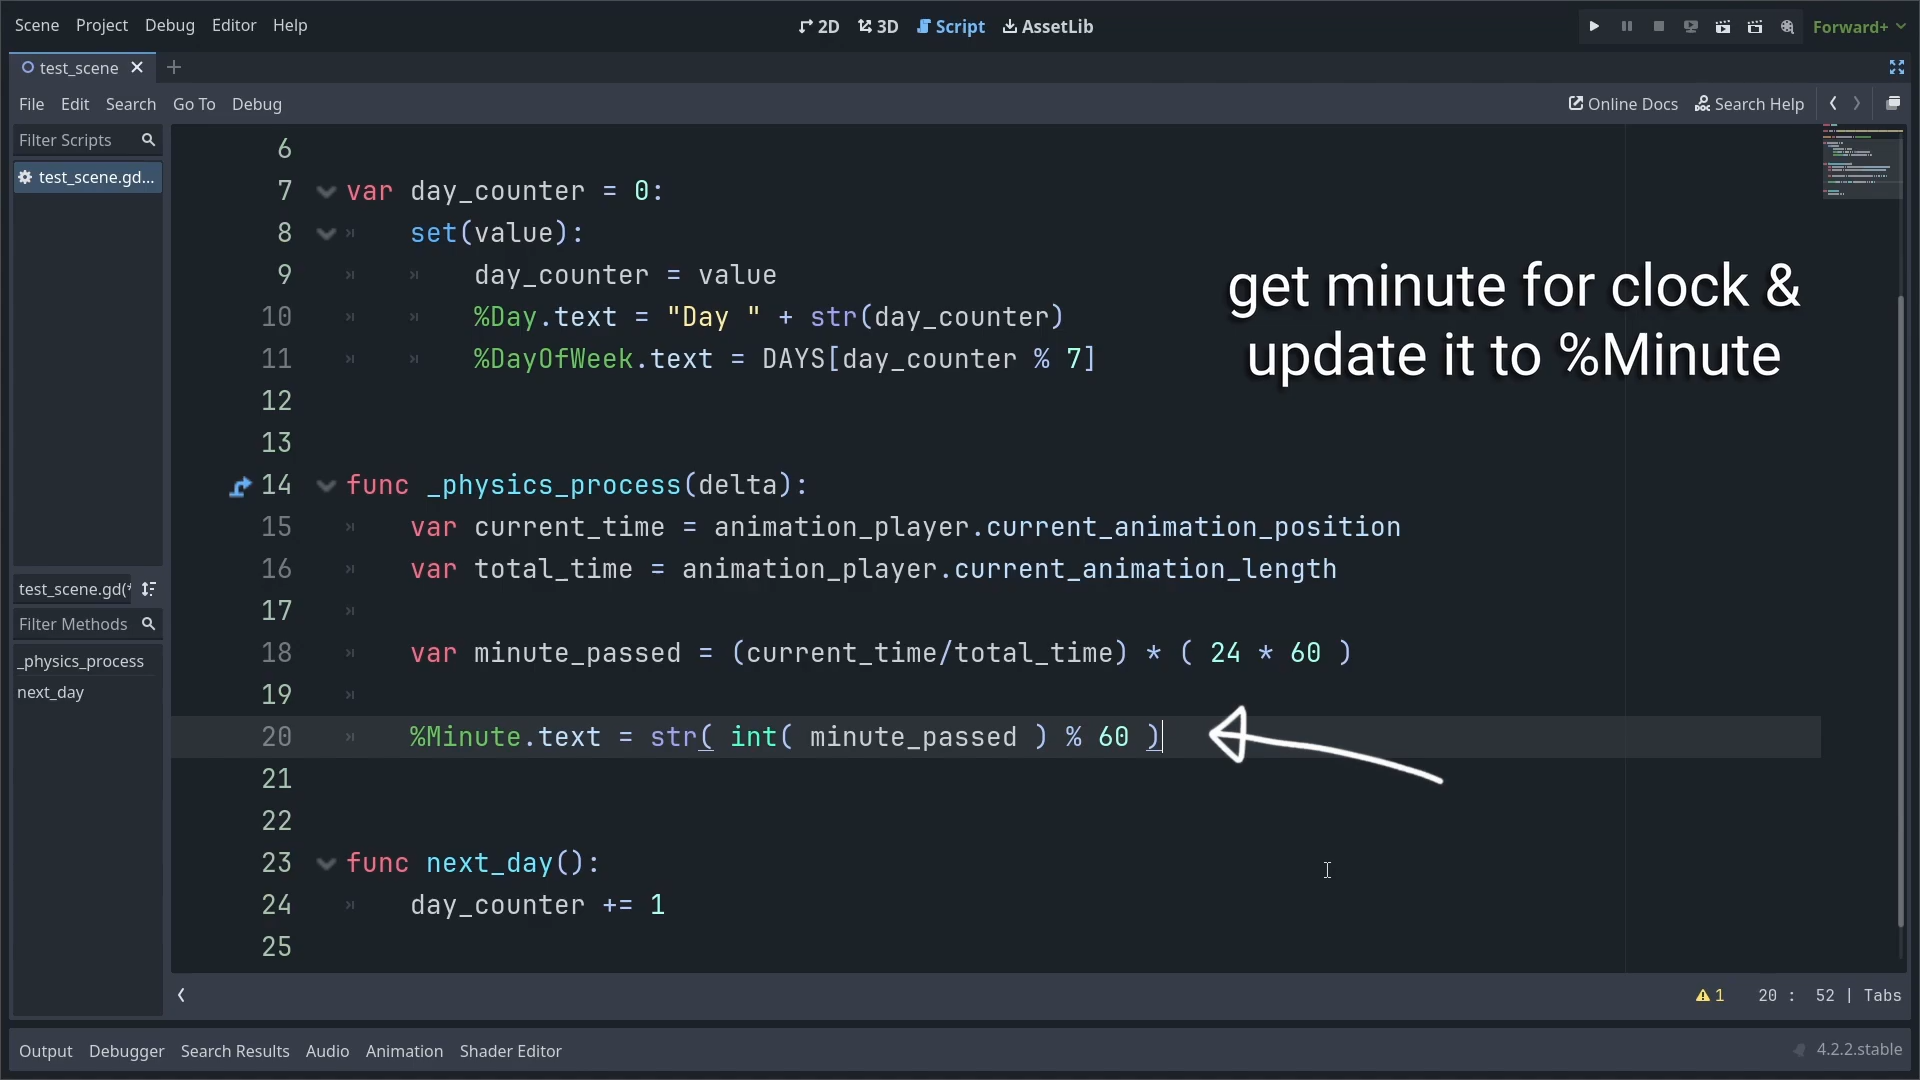 Scene Project Debug Editor Help
2D 3D Script AssetLib
Forward+
test_scene
File Edit Search Go To Debug
Online Docs Search Help
Filter Scripts
test_scene.gd...
test_scene.gd(*
Filter Methods
_physics_process
next_day
6
7 var day_counter = 0:
8 set(value):
9 day_counter = value
10 %Day.text = "Day " + str(day_counter)
11 %DayOfWeek.text = DAYS[day_counter % 7]
12
13
14 func _physics_process(delta):
15 var current_time = animation_player.current_animation_position
16 var total_time = animation_player.current_animation_length
17
18 var minute_passed = (current_time/total_time) * ( 24 * 60 )
19
20 %Minute.text = str( int( minute_passed ) % 60 )
21
22
23 func next_day():
24 day_counter += 1
25
get minute for clock &
update it to %Minute
1 20 : 52 | Tabs
Output Debugger Search Results Audio Animation Shader Editor
4.2.2.stable